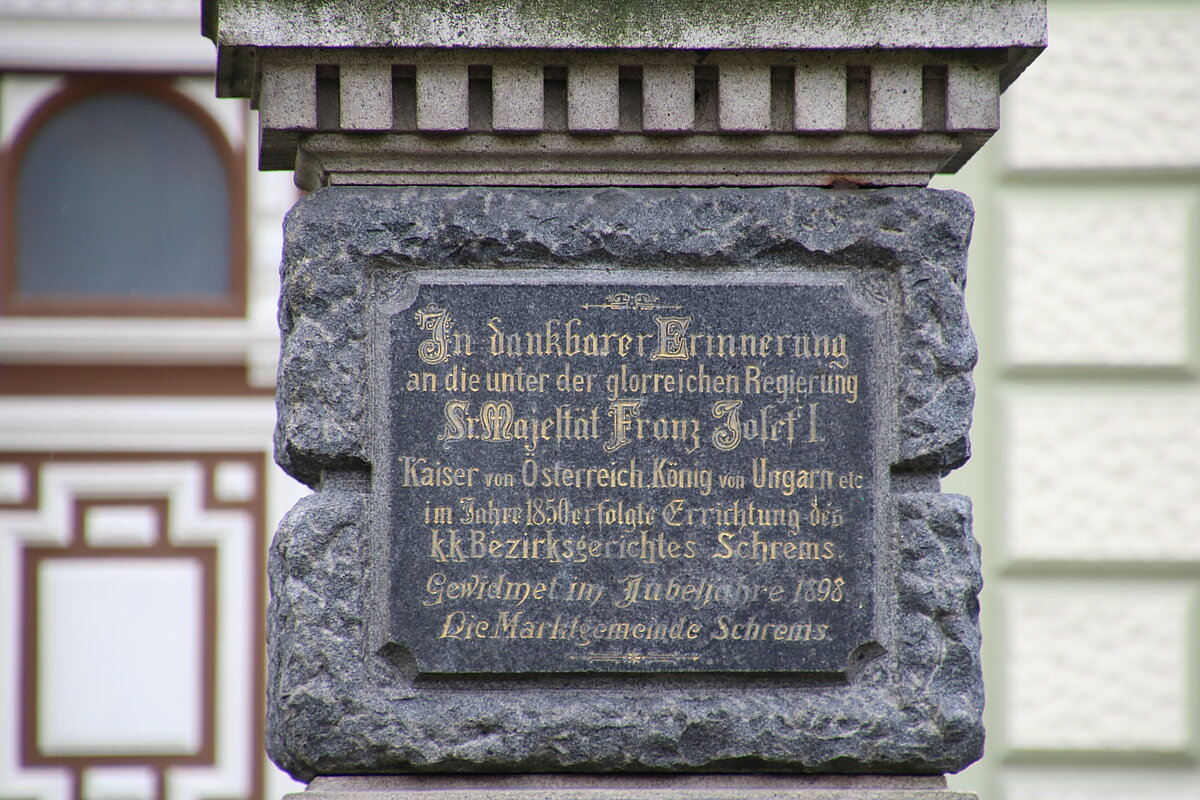 In dankbarer Erinnerung
an die unter der glorreichen Regierung
Sr. Majestät Franz Josef I.
Kaiser von Österreich, König von Ungarn etc
im Jahre 1850 erfolgte Errichtung des
k.k. Bezirksgerichtes Schrems.
Gewidmet im Jubeljahre 1898
Die Marktgemeinde Schrems.